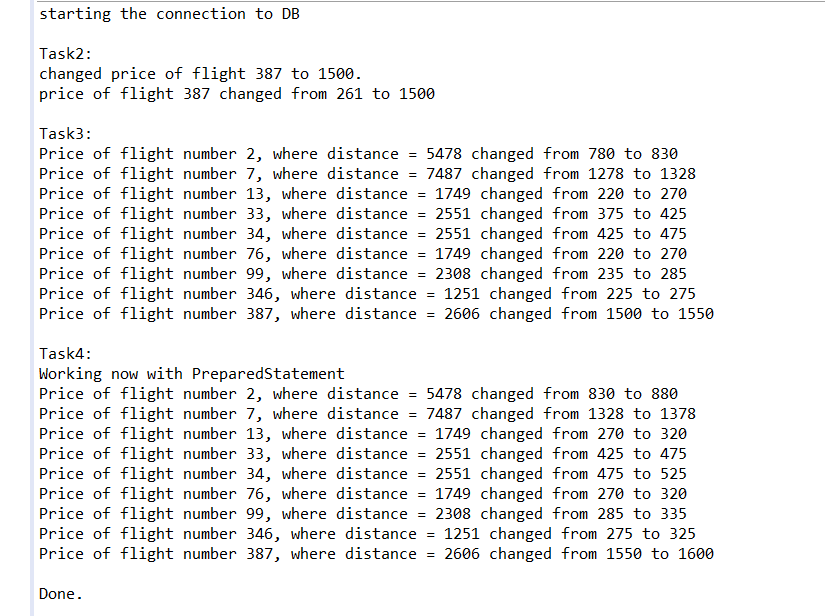 starting the connection to DB
Task2:
changed price of flight 387 to 1500.
price of flight 387 changed from 261 to 1500
Task3:
Price of flight number 2, where distance = 5478 changed from 780 to 830
Price of flight number 7, where distance = 7487 changed from 1278 to 1328
Price of flight number 13, where distance = 1749 changed from 220 to 270
Price of flight number 33, where distance = 2551 changed from 375 to 425
Price of flight number 34, where distance = 2551 changed from 425 to 475
Price of flight number 76, where distance = 1749 changed from 220 to 270
Price of flight number 99, where distance = 2308 changed from 235 to 285
Price of flight number 346, where distance = 1251 changed from 225 to 275
Price of flight number 387, where distance = 2606 changed from 1500 to 1550
Task4:
Working now with PreparedStatement
Price of flight number 2, where distance = 5478 changed from 830 to 880
Price of flight number 7, where distance = 7487 changed from 1328 to 1378
Price of flight number 13, where distance = 1749 changed from 270 to 320
Price of flight number 33, where distance = 2551 changed from 425 to 475
Price of flight number 34, where distance = 2551 changed from 475 to 525
Price of flight number 76, where distance = 1749 changed from 270 to 320
Price of flight number 99, where distance = 2308 changed from 285 to 335
Price of flight number 346, where distance = 1251 changed from 275 to 325
Price of flight number 387, where distance = 2606 changed from 1550 to 1600
Done.